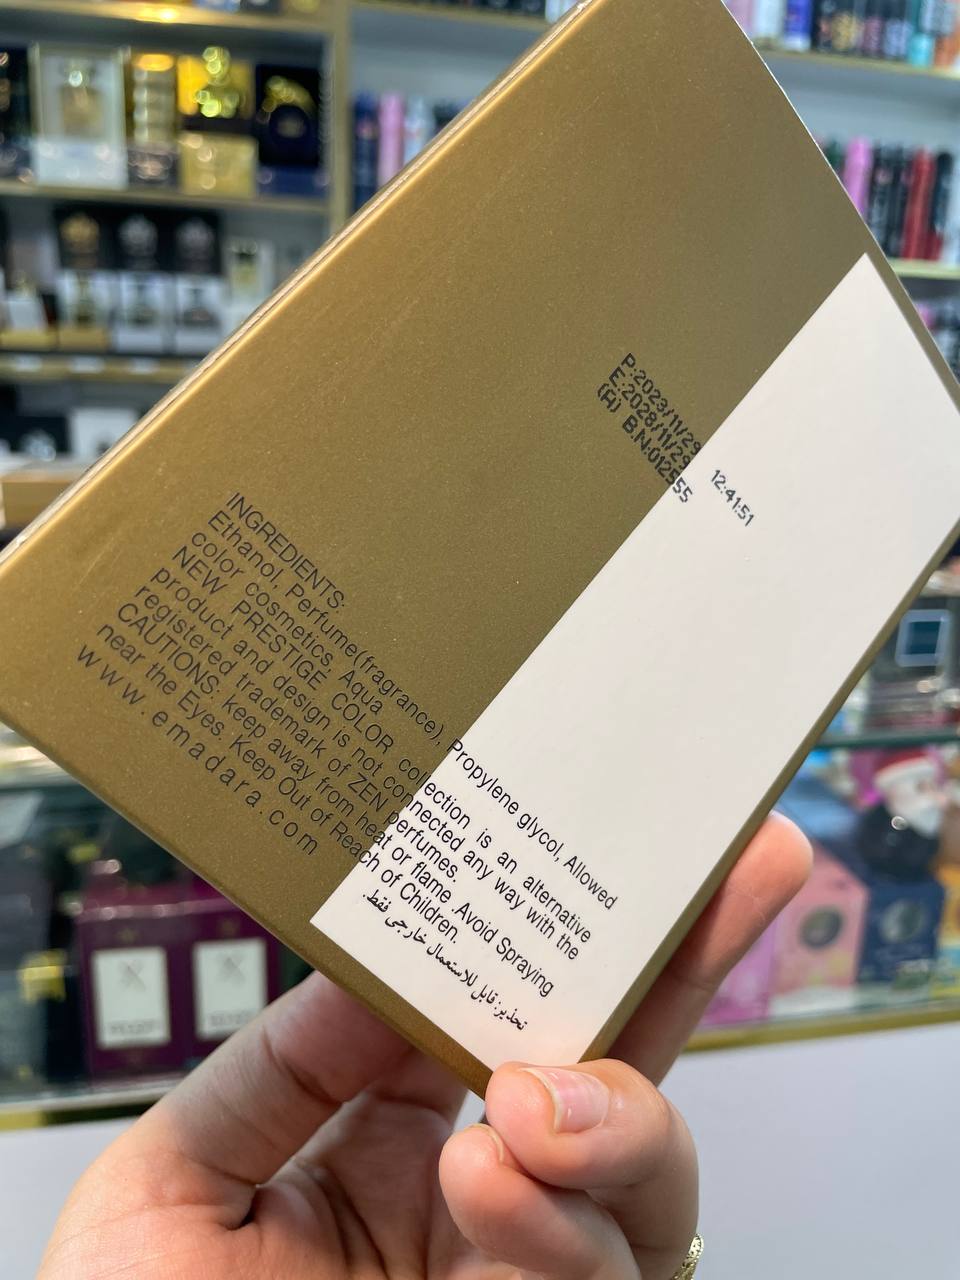 P:2023/11/29 12:41:51
E:2028/11/29
(A) B.N:012555
INGREDIENTS:
Ethanol, Perfume(fragrance), Propylene glycol, Allowed
color cosmetics, Aqua
NEW PRESTIGE COLOR collection is an alternative
product and design is not connected any way with the
registered trademark of ZEN perfumes.
CAUTIONS: keep away from heat or flame .Avoid Spraying
near the Eyes. Keep Out of Reach of Children.
www.emadara.com
تحذير: قابل للاستعمال خارجي فقط.